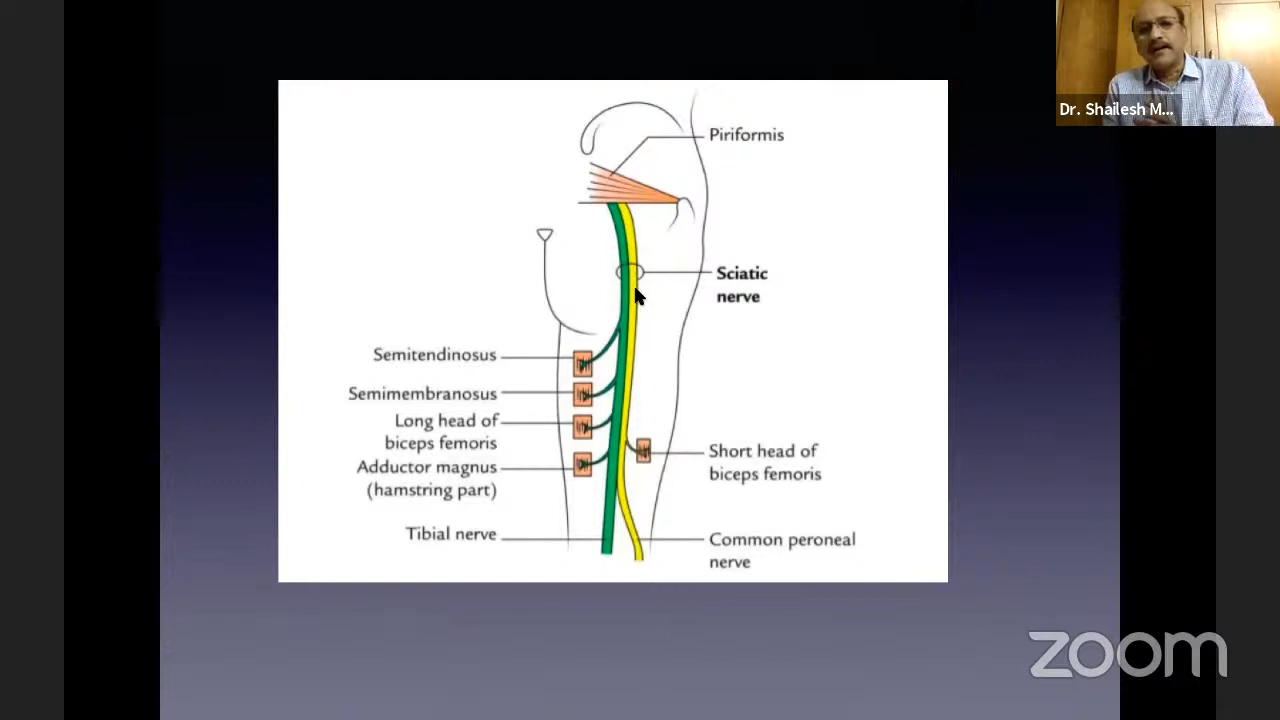 Dr. Shailesh M...
Piriformis
Sciatic
nerve
Semitendinosus
Semimembranosus
Long head of
biceps femoris
Adductor magnus
(hamstring part)
Short head of
biceps femoris
Tibial nerve
Common peroneal
nerve
zoom